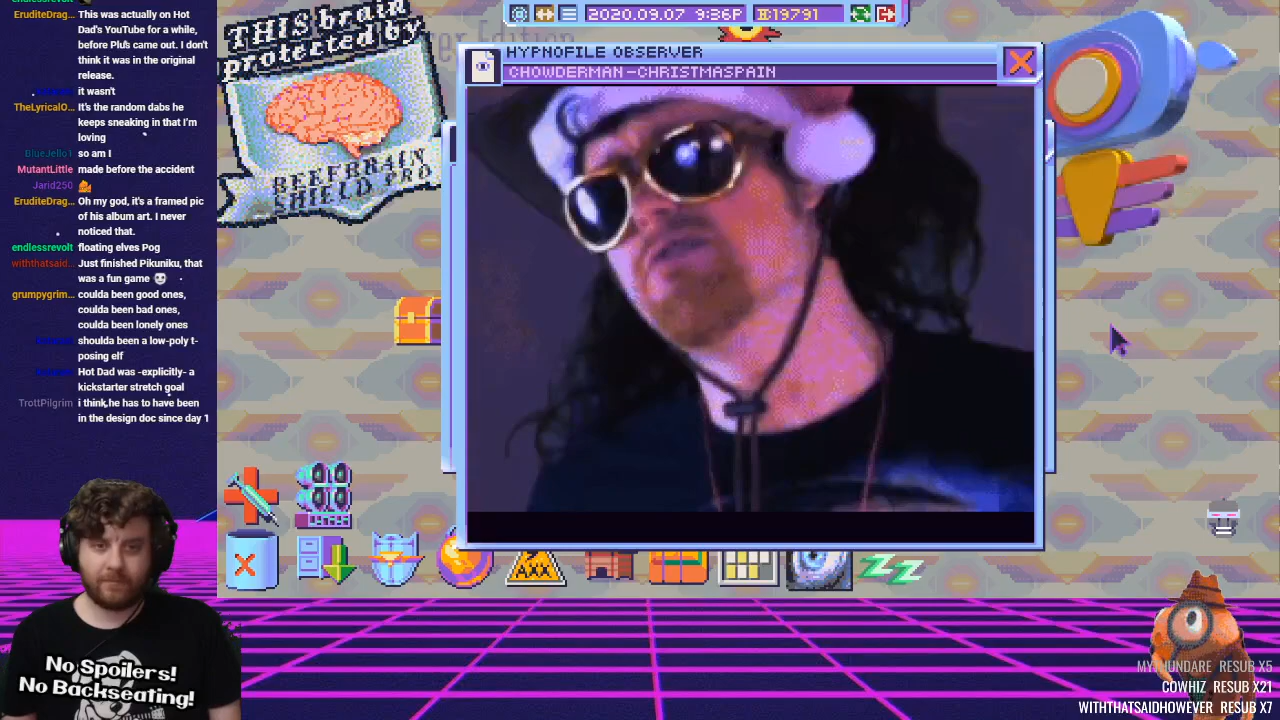 EruditeDrag... This was actually on Hot
Dad's YouTube for a while,
before Plus came out. I don't
think it was in the original
release.
it wasn't
TheLyricalO... It's the random dabs he
keeps sneaking in that I'm
loving
BlueJello1 so am I
MutantLittle made before the accident
Jarid250
EruditeDrag... Oh my god, it's a framed pic
of his album art. I never
noticed that.
endlessrevolt floating elves Pog
withthatsaid... Just finished Pikuniku, that
was a fun game
grumpygrim... coulda been good ones,
coulda been bad ones,
coulda been lonely ones
shoulda been a low-poly t-
posing elf
Hot Dad was -explicitly- a
kickstarter stretch goal
TrottPilgrim i think he has to have been
in the design doc since day 1
THIS brain
protected by
BEEFBRAIN
SHIELD PRO
2020.09.07 9:36P
19791
er Edition
HYPNOFILE OBSERVER
CHOWDERMAN-CHRISTMASPAIN
AXX
ZZZ
No Spoilers!
No Backseating!
MYTHUNDARE RESUB X5
COWHIZ RESUB X21
WITHTHATSAIDHOWEVER RESUB X7